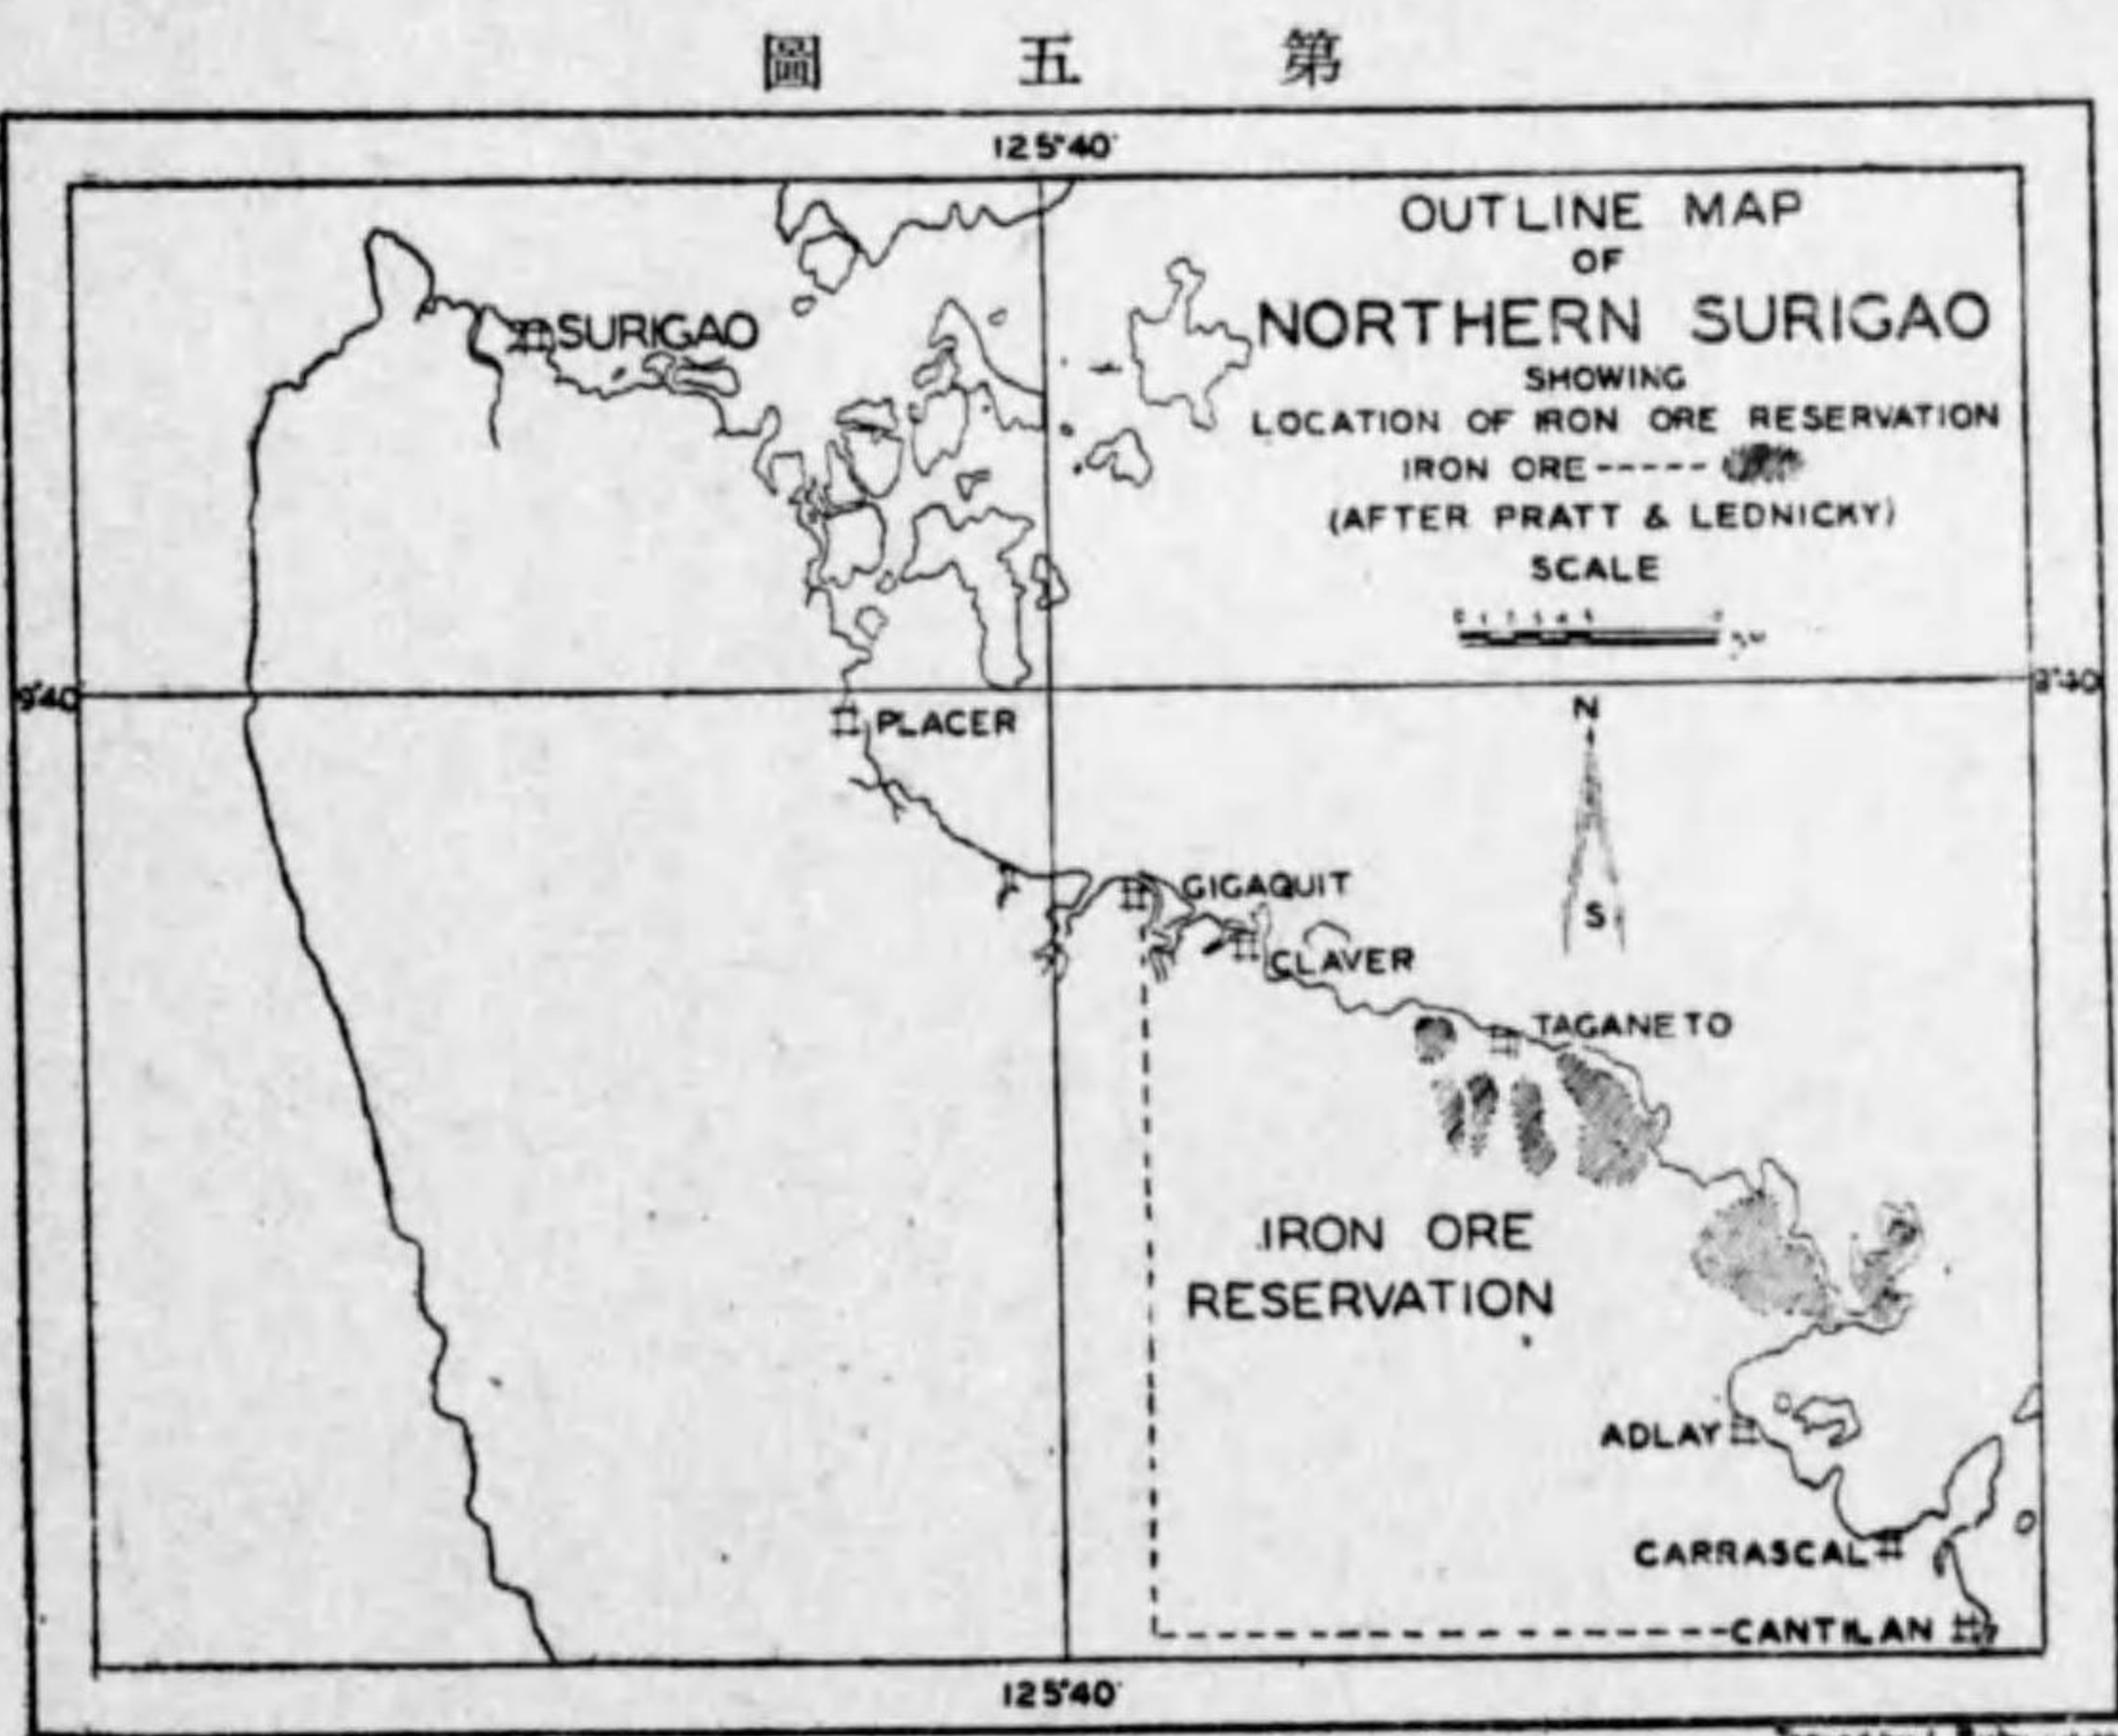 第五圖
125°40'
OUTLINE MAP
OF
NORTHERN SURIGAO
SHOWING
LOCATION OF IRON ORE RESERVATION
IRON ORE
(AFTER PRATT & LEDNICKY)
SCALE
SURIGAO
9°40
9°40
PLACER
N
S
GIGAQUIT
CLAVER
TAGANETO
IRON ORE
RESERVATION
ADLAY
CARRASCAL
CANTILAN
125°40'